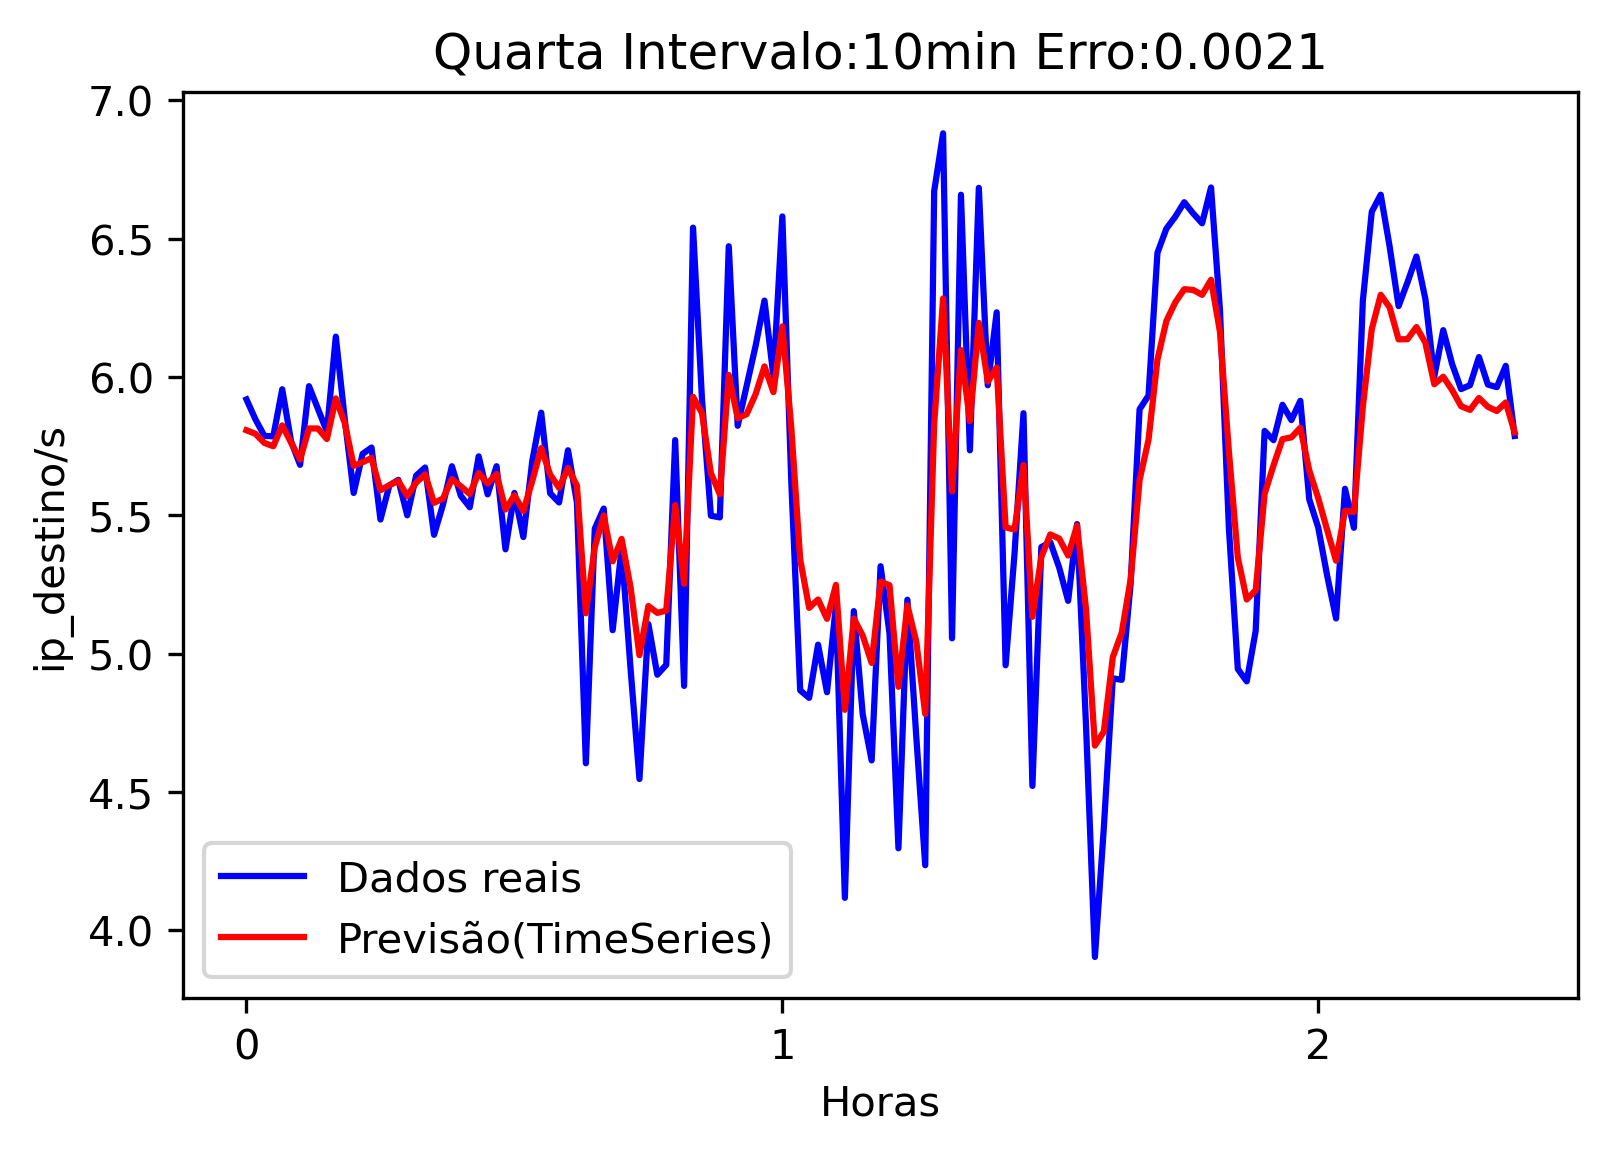 Quarta Intervalo:10min Erro:0.0021
7.0
6.5
6.0
5.5
5.0
4.5
4.0
ip_destino/s
Dados reais
Previsão(TimeSeries)
0
1
2
Horas